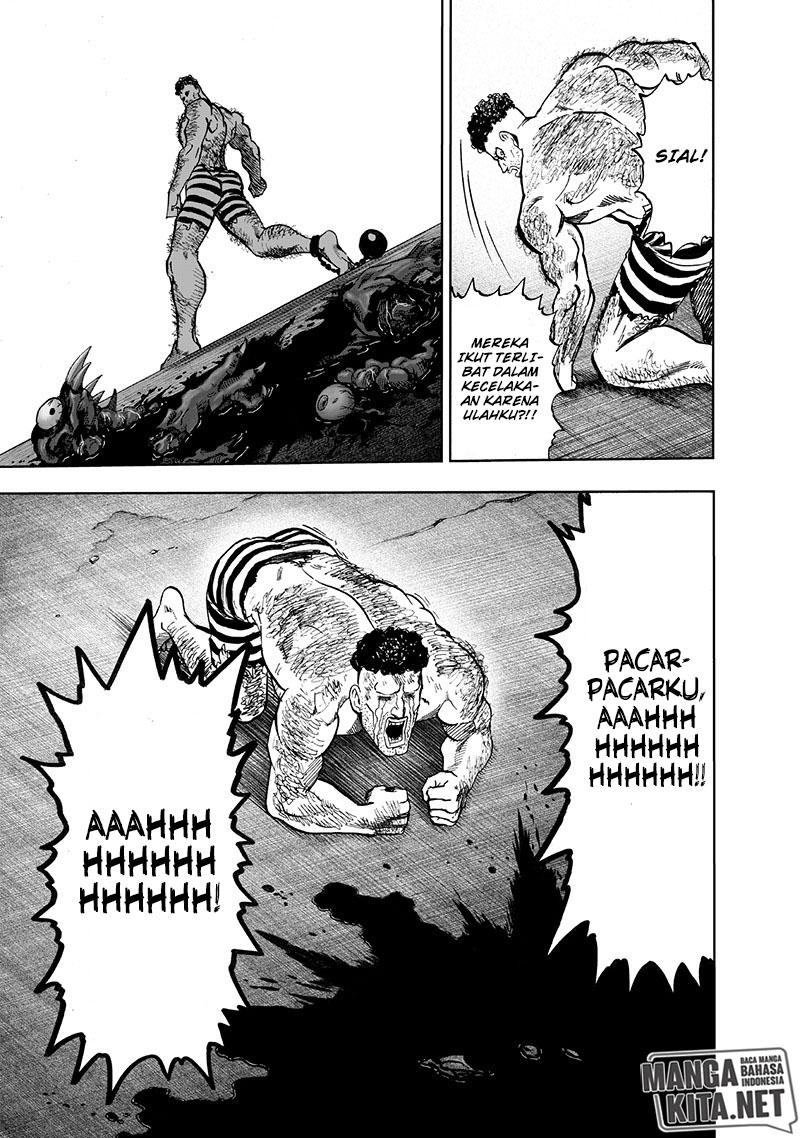 SIAL!
MEREKA
IKUT TERLI-
BAT DALAM
KECELAKA-
AN KARENA
ULAHKU?!!
PACAR-
PACARKU,
AAAHHH
HHHHHH
HHHHHH!!
AAAHHH
HHHHHH
HHHHHH!
MANGA
KITA.NET
BACA MANGA
BAHASA
INDONESIA